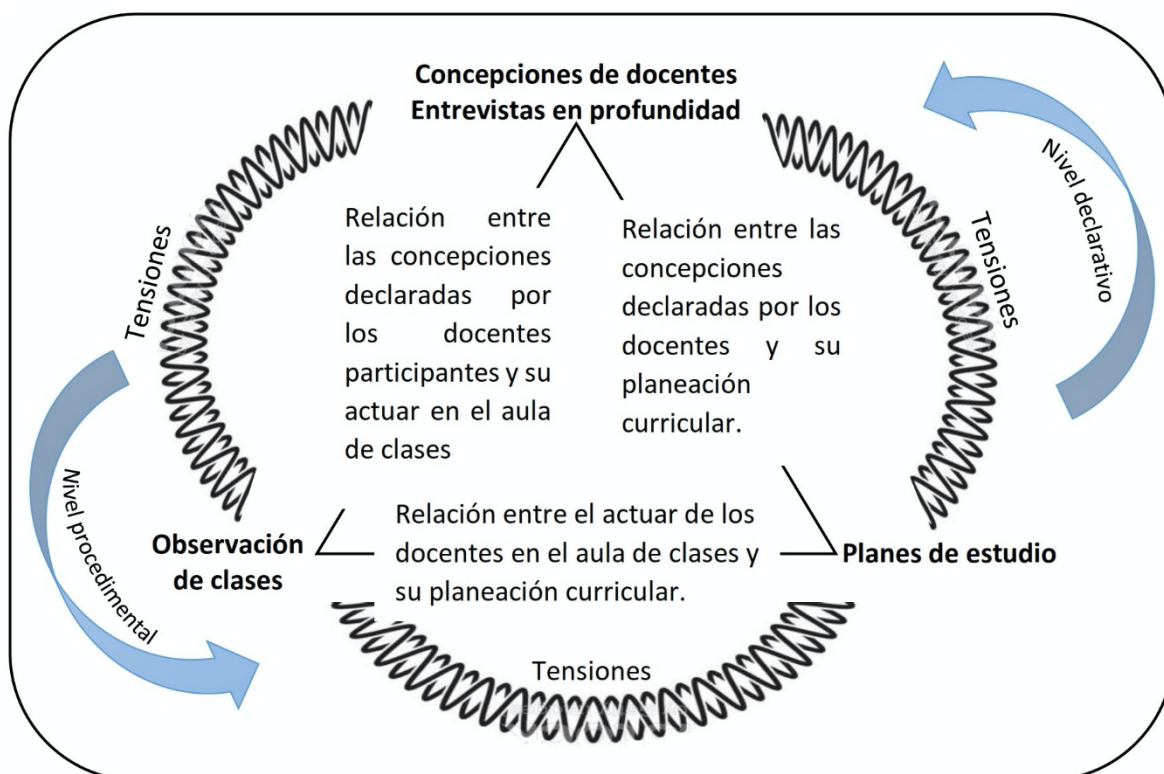 Concepciones de docentes
Entrevistas en profundidad
Nivel declarativo
Tensiones
Tensiones
Relación entre
las concepciones
declaradas por
los docentes
participantes y su
actuar en el aula
de clases
Relación entre las
concepciones
declaradas por los
docentes y su
planeación
curricular.
Nivel procedimental
Observación
de clases
Relación entre el actuar de los
docentes en el aula de clases y
su planeación curricular.
Planes de estudio
Tensiones